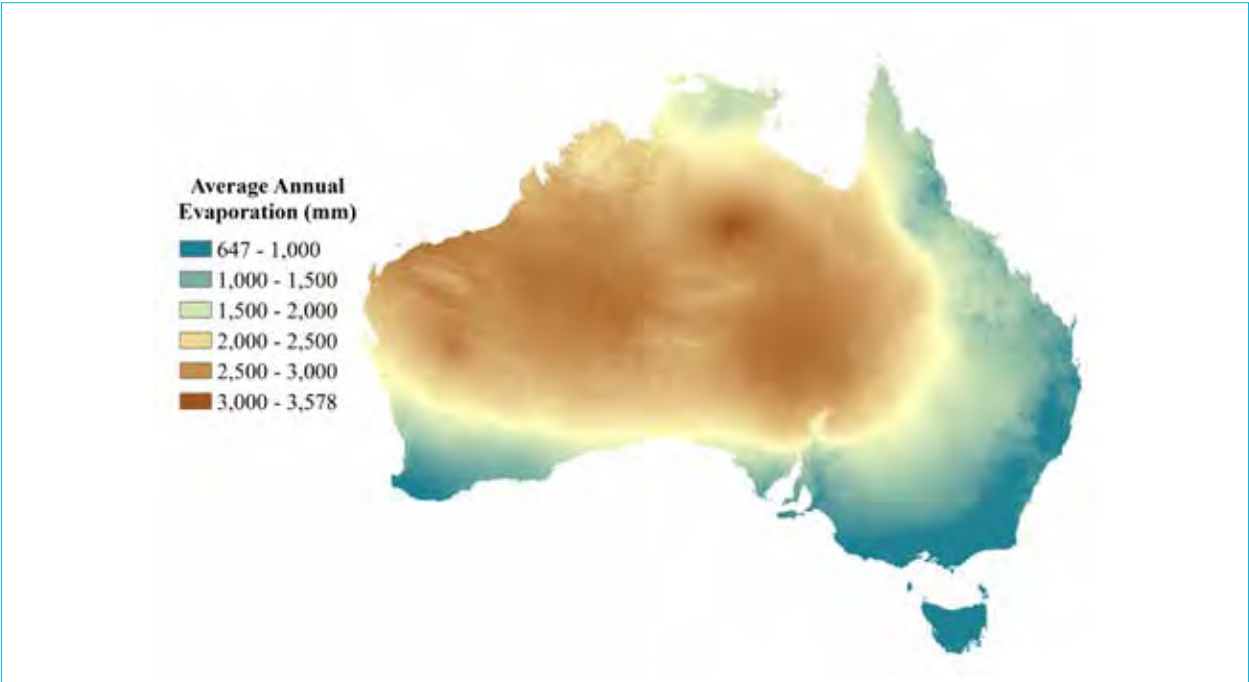 Average Annual
Evaporation (mm)
647 - 1,000
1,000 - 1,500
1,500 - 2,000
2,000 - 2,500
2,500 - 3,000
3,000 - 3,578